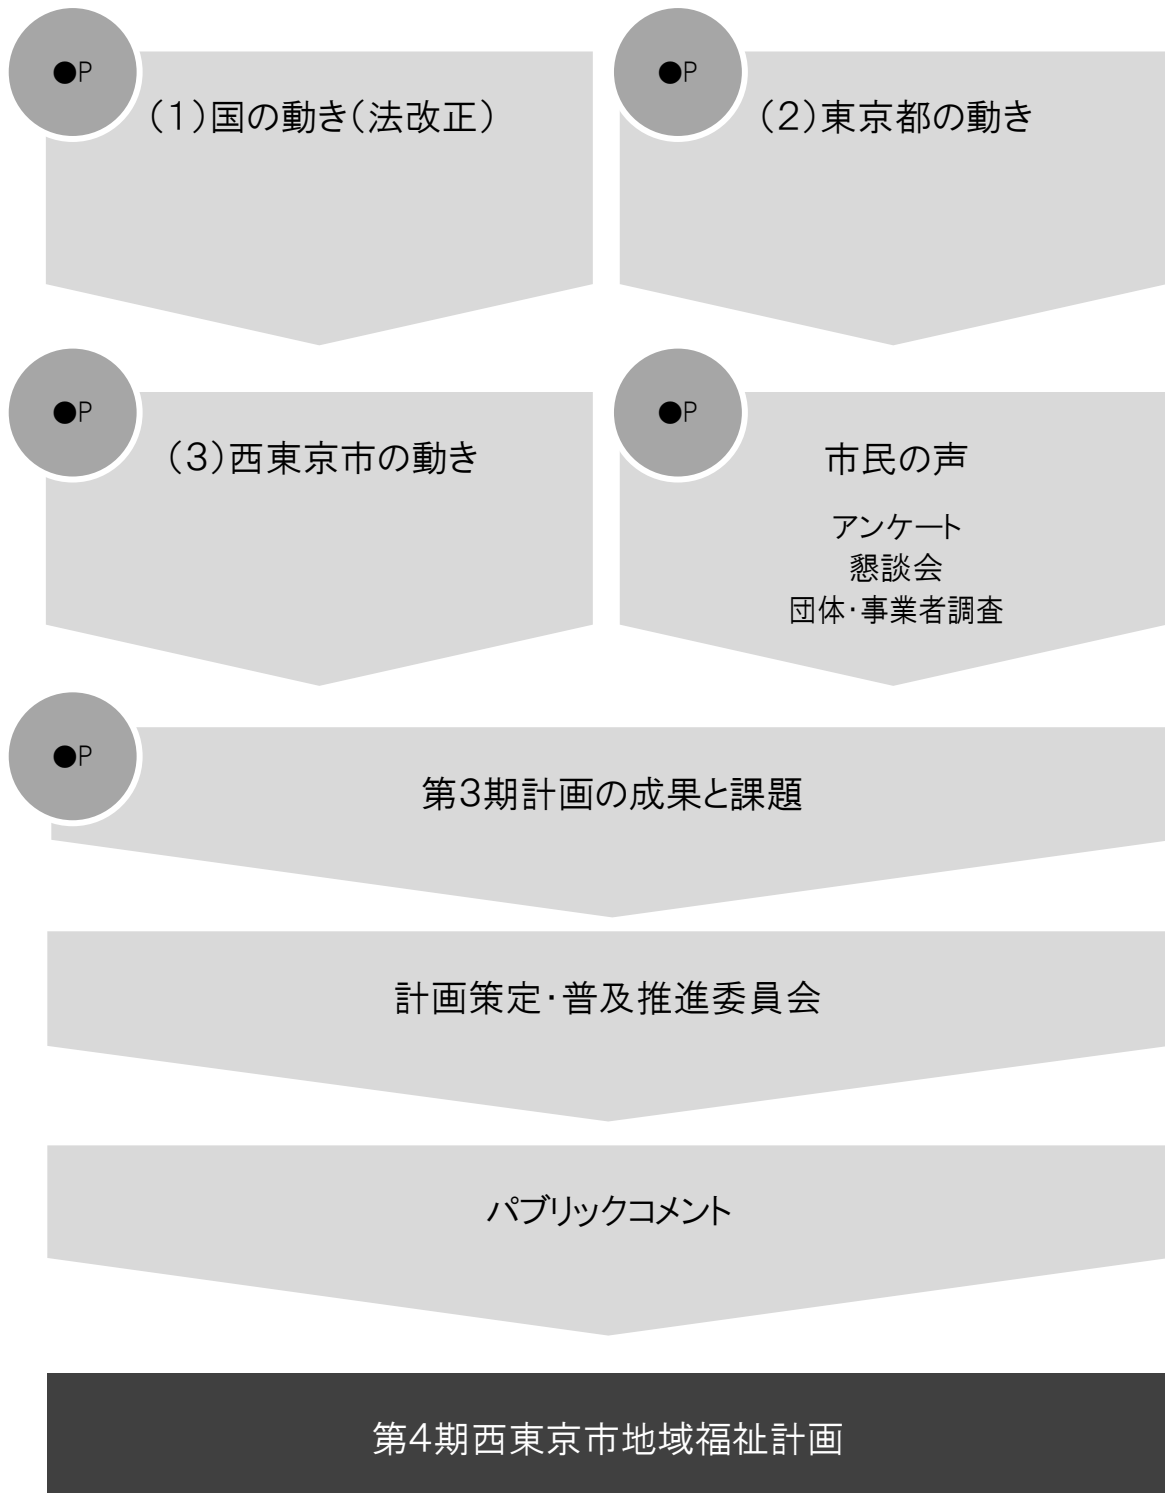 ●P
(1)国の動き(法改正)
●P
(2)東京都の動き
●P
(3)西東京市の動き
●P
市民の声
アンケート
懇談会
団体・事業者調査
●P
第3期計画の成果と課題
計画策定・普及推進委員会
パブリックコメント
第4期西東京市地域福祉計画